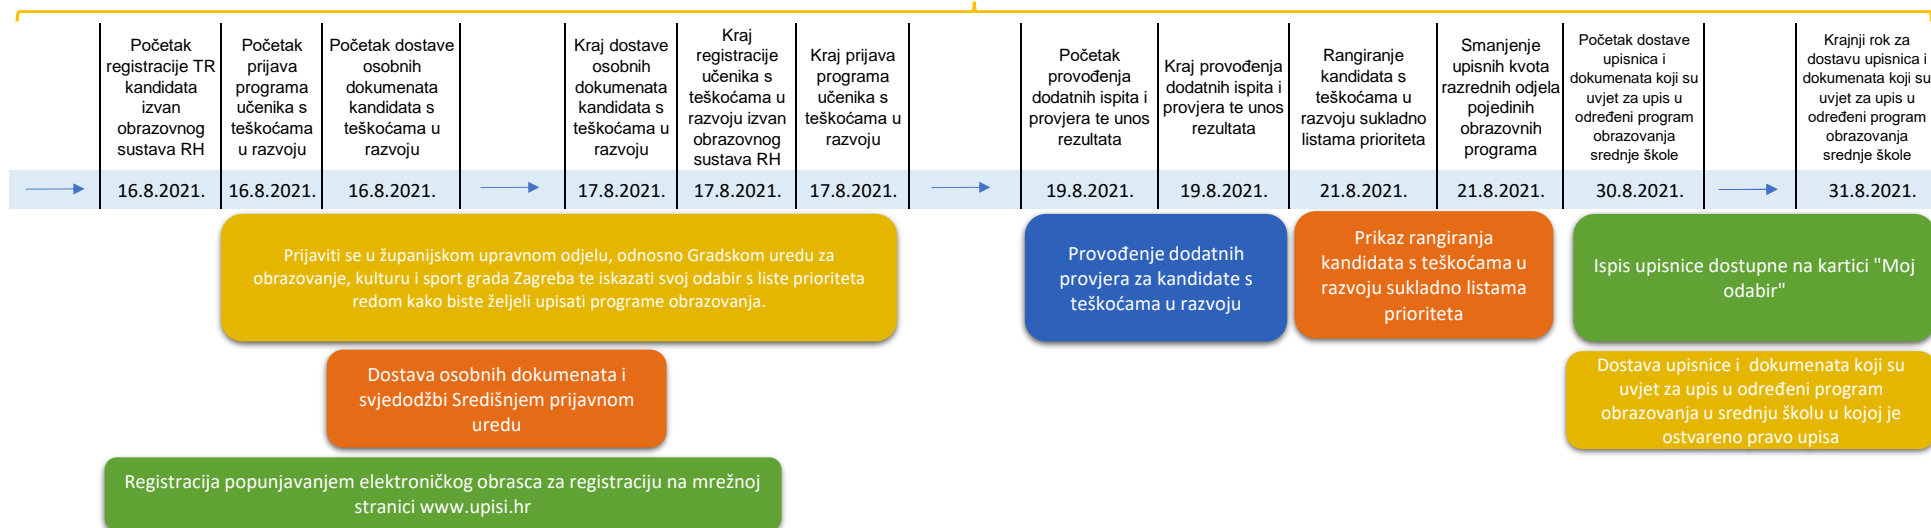 Početak
registracije TR
kandidata
izvan
obrazovnog
sustava RH
Početak
prijava
programa
učenika s
teškoćama
u razvoju
Početak dostave
osobnih
dokumenata
kandidata s
teškoćama u
razvoju
Kraj dostave
osobnih
dokumenata
kandidata s
teškoćama u
razvoju
Kraj
registracije
učenika s
teškoćama u
razvoju izvan
obrazovnog
sustava RH
Kraj prijava
programa
učenika s
teškoćama u
razvoju
Početak
provođenja
dodatnih ispita i
provjera te unos
rezultata
Kraj provođenja
dodatnih ispita i
provjera te unos
rezultata
Rangiranje
kandidata s
teškoćama u
razvoju sukladno
listama prioriteta
Smanjenje
upisnih kvota
razrednih odjela
pojedinih
obrazovnih
programa
Početak dostave
upisnica i
dokumenata koji su
uvjet za upis u
određeni program
obrazovanja
srednje škole
Krajnji rok za
dostavu upisnica i
dokumenata koji su
uvjet za upis u
određeni program
obrazovanja
srednje škole
16.8.2021.
16.8.2021.
16.8.2021.
17.8.2021.
17.8.2021.
17.8.2021.
19.8.2021.
19.8.2021.
21.8.2021.
21.8.2021.
30.8.2021.
31.8.2021.
Prijaviti se u županijskom upravnom odjelu, odnosno Gradskom uredu za
obrazovanje, kulturu i sport grada Zagreba te iskazati svoj odabir s liste prioriteta
redom kako biste željeli upisati programe obrazovanja.
Provođenje dodatnih
provjera za kandidate s
teškoćama u razvoju
Prikaz rangiranja
kandidata s teškoćama u
razvoju sukladno listama
prioriteta
Ispis upisnice dostupne na kartici "Moj
odabir"
Dostava osobnih dokumenata i
svjedodžbi Središnjem prijavnom
uredu
Dostava upisnice i dokumenata koji su
uvjet za upis u određeni program
obrazovanja u srednju školu u kojoj je
ostvareno pravo upisa
Registracija popunjavanjem elektroničkog obrasca za registraciju na mrežnoj
stranici www.upisi.hr